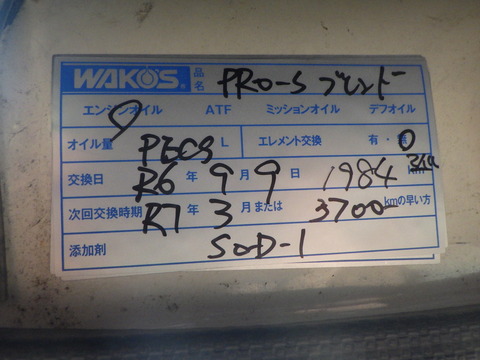 WAKO'S 品名 PRO-S ブレンド
エンジンオイル ATF ミッションオイル デフオイル
オイル量 L エレメント交換 有・無
交換日 R6年9月9日 1984 km
次回交換時期 R7年3月または 3700 kmの早い方
添加剤 SOD-1